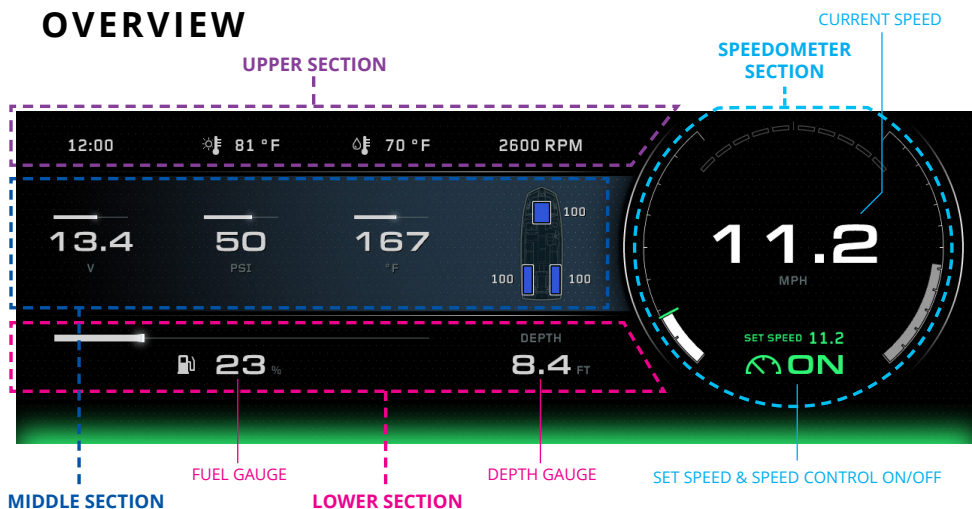 OVERVIEW
CURRENT SPEED
UPPER SECTION
SPEEDOMETER
SECTION
12:00
81 °F
70 °F
2600 RPM
100
13.4
50
167
11.2
V
PSI
°F
100
100
MPH
DEPTH
SET SPEED 11.2
23 %
8.4 FT
ON
FUEL GAUGE
DEPTH GAUGE
SET SPEED & SPEED CONTROL ON/OFF
MIDDLE SECTION
LOWER SECTION